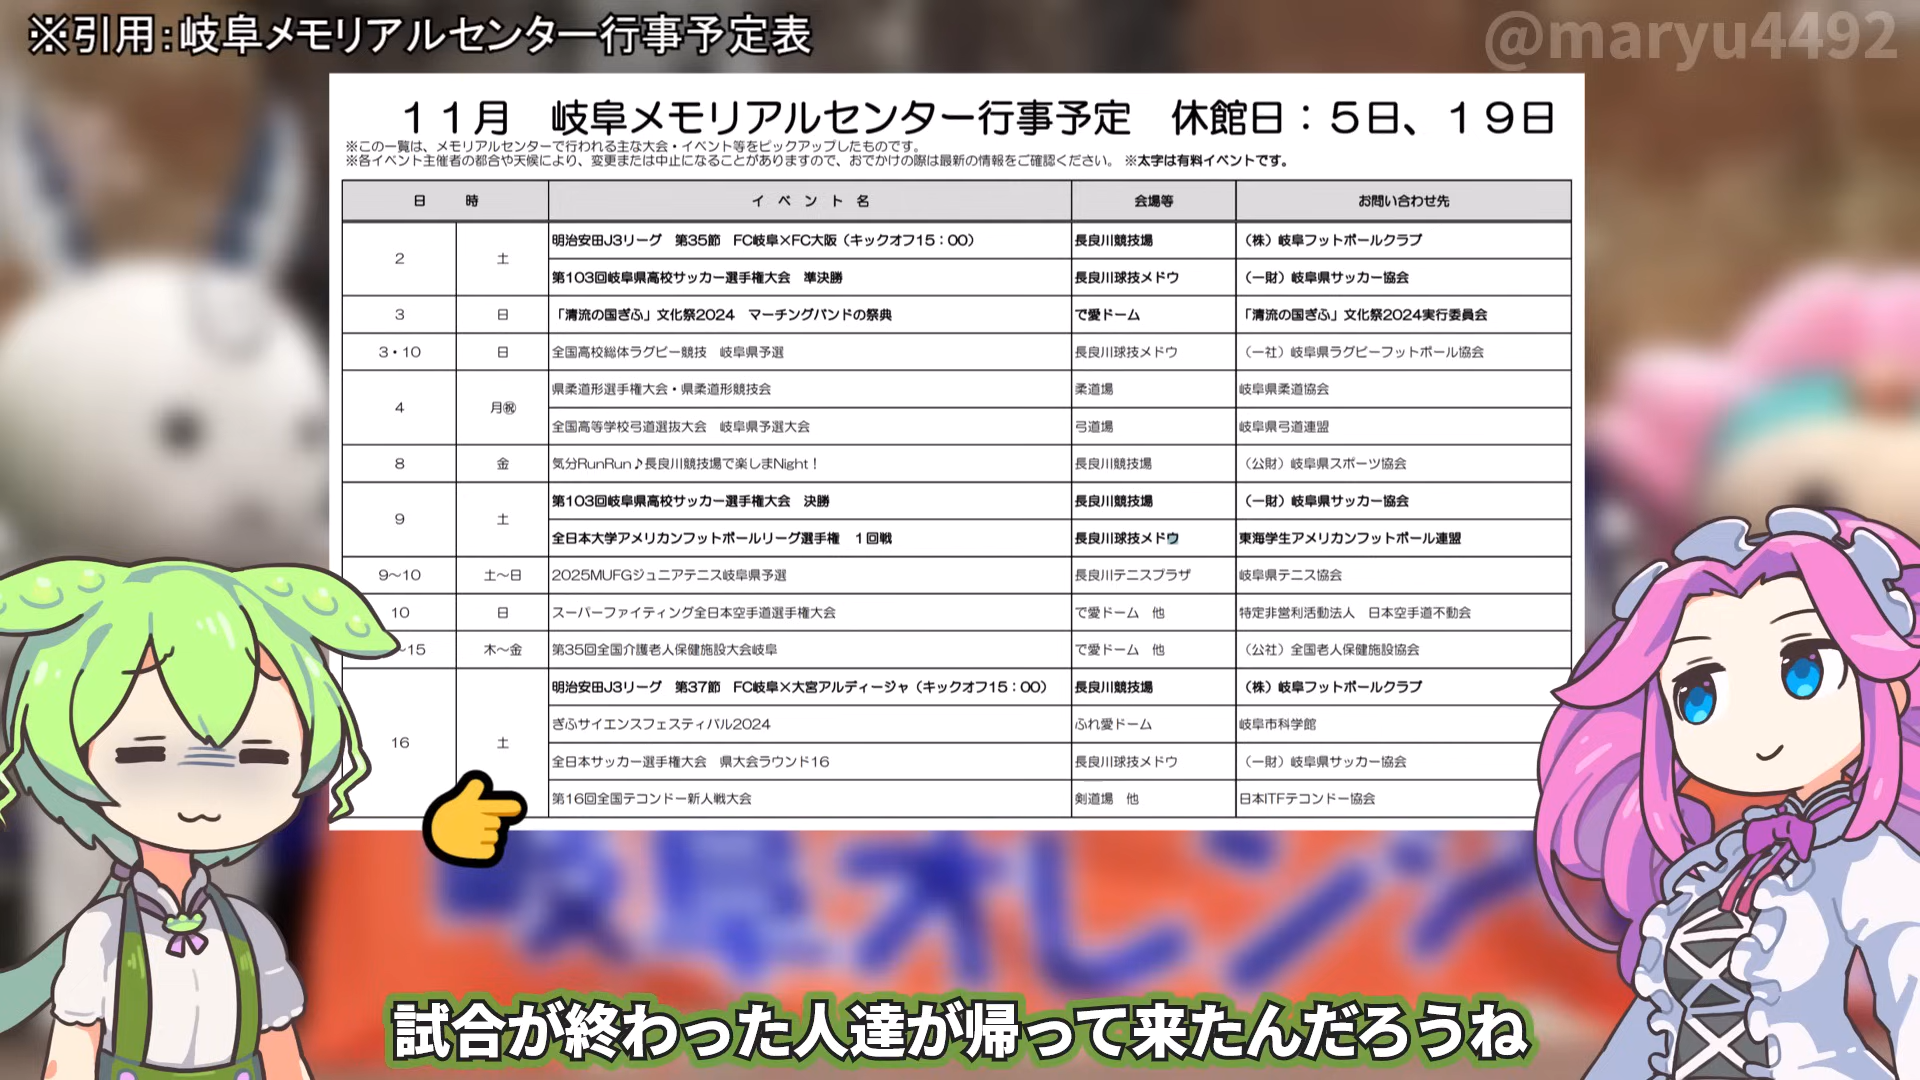 ※引用:岐阜メモリアルセンター行事予定表
@maryu4492
11月　岐阜メモリアルセンター行事予定　休館日：5日、19日
※この一覧は、メモリアルセンターで行われる主な大会・イベント等をピックアップしたものです。
※各イベント主催者の都合や天候により、変更または中止になることがありますので、おでかけの際は最新の情報をご確認ください。 ※太字は有料イベントです。
日　時　イベント名　会場等　お問い合わせ先
2　土　明治安田J3リーグ　第35節　FC岐阜×FC大阪（キックオフ15：00）　長良川競技場　（株）岐阜フットボールクラブ
第103回岐阜県高校サッカー選手権大会　準決勝　長良川球技メドウ　（一財）岐阜県サッカー協会
3　日　「清流の国ぎふ」文化祭2024　マーチングバンドの祭典　で愛ドーム　「清流の国ぎふ」文化祭2024実行委員会
3・10　日　全国高校総体ラグビー競技　岐阜県予選　長良川球技メドウ　（一社）岐阜県ラグビーフットボール協会
4　月㊗　県柔道形選手権大会・県柔道形競技会　柔道場　岐阜県柔道協会
全国高等学校弓道選抜大会　岐阜県予選大会　弓道場　岐阜県弓道連盟
8　金　気分RunRun♪長良川競技場で楽しまNight！　長良川競技場　（公財）岐阜県スポーツ協会
9　土　第103回岐阜県高校サッカー選手権大会　決勝　長良川競技場　（一財）岐阜県サッカー協会
全日本大学アメリカンフットボールリーグ選手権　1回戦　長良川球技メドウ　東海学生アメリカンフットボール連盟
9～10　土～日　2025MUFGジュニアテニス岐阜県予選　長良川テニスプラザ　岐阜県テニス協会
10　日　スーパーファイティング全日本空手道選手権大会　で愛ドーム　他　特定非営利活動法人　日本空手道不動会
～15　木～金　第35回全国介護老人保健施設大会岐阜　で愛ドーム　他　（公社）全国老人保健施設協会
16　土　明治安田J3リーグ　第37節　FC岐阜×大宮アルディージャ（キックオフ15：00）　長良川競技場　（株）岐阜フットボールクラブ
ぎふサイエンスフェスティバル2024　ふれ愛ドーム　岐阜市科学館
全日本サッカー選手権大会　県大会ラウンド16　長良川球技メドウ　（一財）岐阜県サッカー協会
第16回全国テコンドー新人戦大会　剣道場　他　日本ITFテコンドー協会
岐阜オレンジ
試合が終わった人達が帰って来たんだろうね